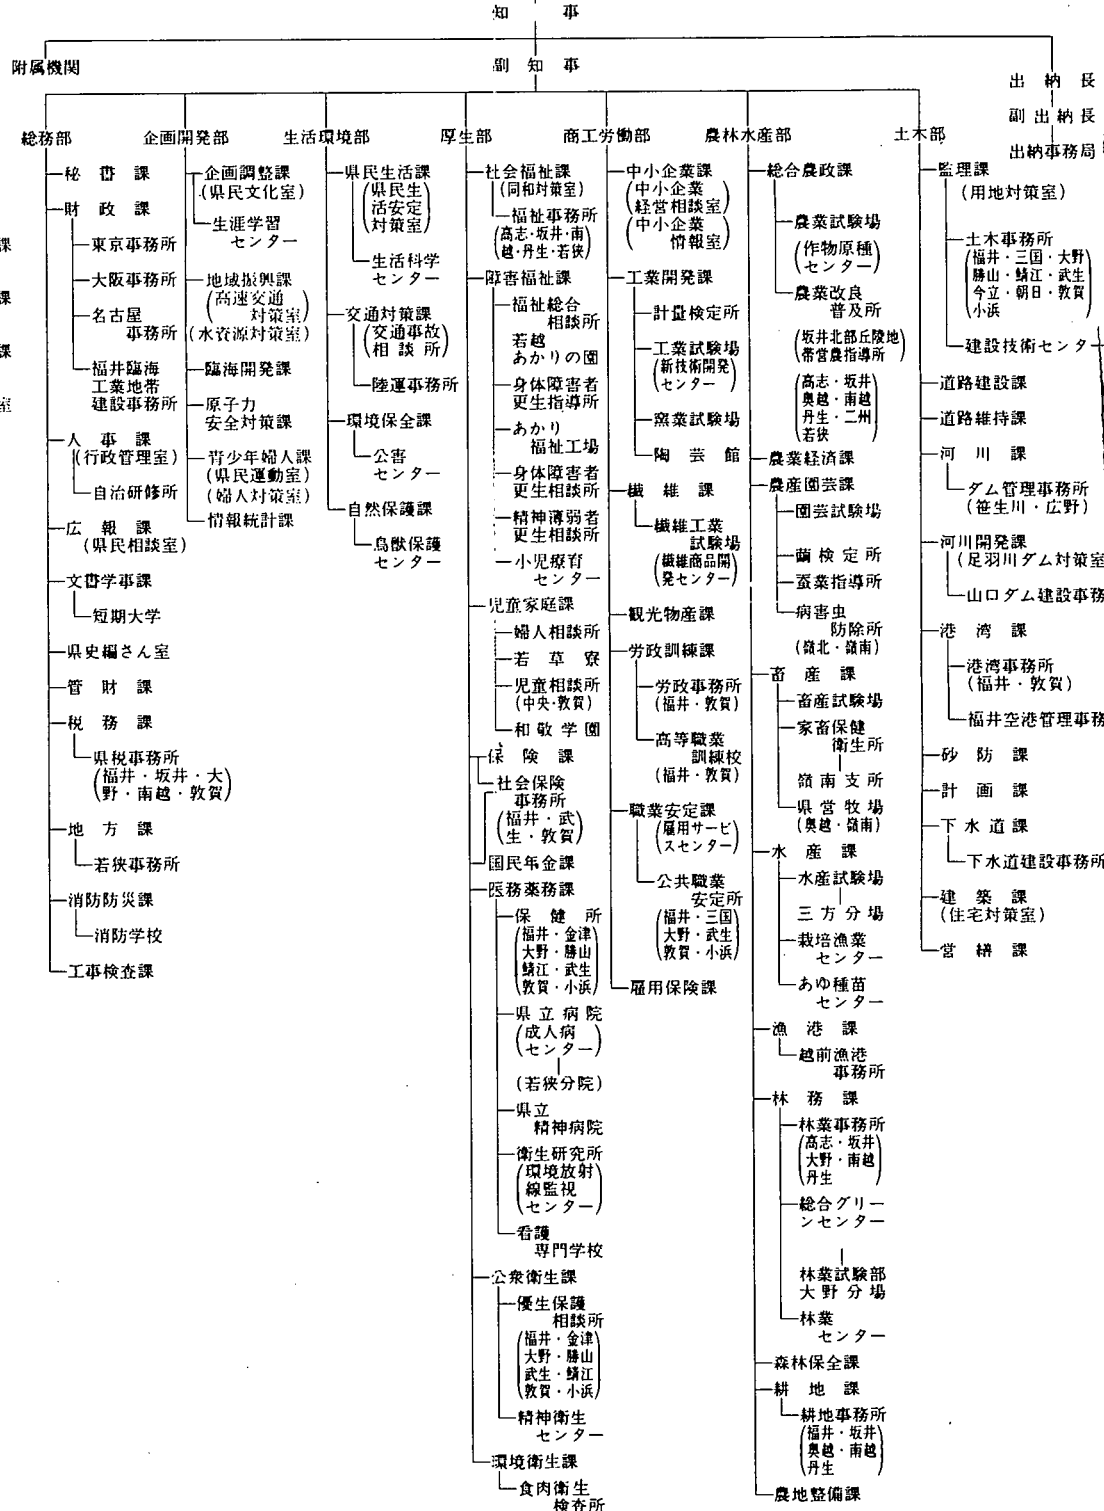 知事
附属機関
副知事
出納長
副出納長
出納事務局
総務部
秘書課
財政課
東京事務所
大阪事務所
名古屋
事務所
福井臨海
工業地帯
建設事務所
人事課
(行政管理室)
自治研修所
広報課
(県民相談室)
文書学事課
短期大学
県史編さん室
管財課
税務課
県税事務所
(福井・坂井・大
野・南越・敦賀)
地方課
若狭事務所
消防防災課
消防学校
工事検査課
企画開発部
企画調整課
(県民文化室)
生涯学習
センター
地域振興課
(高速交通
対策室)
(水資源対策室)
臨海開発課
原子力
安全対策課
青少年婦人課
(県民運動室)
(婦人対策室)
情報統計課
生活環境部
県民生活課
(県民生
活安定
対策室)
生活科学
センター
交通対策課
(交通事故
相談所)
陸運事務所
環境保全課
公害
センター
自然保護課
鳥獣保護
センター
厚生部
社会福祉課
(同和対策室)
福祉事務所
(高志・坂井・南
越・丹生・若狭)
障害福祉課
福祉総合
相談所
若越
あかりの園
身体障害者
更生指導所
あかり
福祉工場
身体障害者
更生相談所
精神薄弱者
更生相談所
小児療育
センター
児童家庭課
婦人相談所
若草寮
児童相談所
(中央・敦賀)
和敬学園
保険課
社会保険
事務所
(福井・武
生・敦賀)
国民年金課
医務薬務課
保健所
(福井・金津
大野・勝山
鯖江・武生
敦賀・小浜)
県立病院
(成人病
センター)
(若狭分院)
県立
精神病院
衛生研究所
(環境放射
線監視
センター)
看護
専門学校
公衆衛生課
優生保護
相談所
(福井・金津
大野・勝山
武生・鯖江
敦賀・小浜)
精神衛生
センター
環境衛生課
食肉衛生
検査所
商工労働部
中小企業課
(中小企業
経営相談室)
(中小企業
情報室)
工業開発課
計量検定所
工業試験場
(新技術開発
センター)
窯業試験場
陶芸館
繊維課
繊維工業
試験場
(繊維商品開
発センター)
観光物産課
労政訓練課
労政事務所
(福井・敦賀)
高等職業
訓練校
(福井・敦賀)
職業安定課
(雇用サービ
スセンター)
公共職業
安定所
(福井・三国
大野・武生
敦賀・小浜)
雇用保険課
農林水産部
総合農政課
農業試験場
(作物原種
センター)
農業改良
普及所
(坂井北部丘陵地
帯営農指導所)
(高志・坂井
奥越・南越
丹生・二州
若狭)
農業経済課
農産園芸課
園芸試験場
繭検定所
蚕業指導所
病害虫
防除所
(嶺北・嶺南)
畜産課
畜産試験場
家畜保健
衛生所
嶺南支所
県営牧場
(奥越・嶺南)
水産課
水産試験場
三方分場
栽培漁業
センター
あゆ種苗
センター
漁港課
越前漁港
事務所
林務課
林業事務所
(高志・坂井
大野・南越
丹生)
総合グリー
ンセンター
林業試験部
大野分場
林業
センター
森林保全課
耕地課
耕地事務所
(福井・坂井
奥越・南越
丹生)
農地整備課
土木部
監理課
(用地対策室)
土木事務所
(福井・三国・大野
勝山・鯖江・武生
今立・朝日・敦賀
小浜)
建設技術センター
道路建設課
道路維持課
河川課
ダム管理事務所
(笹生川・広野)
河川開発課
(足羽川ダム対策室
山口ダム建設事務
港湾課
港湾事務所
(福井・敦賀)
福井空港管理事務
砂防課
計画課
下水道課
下水道建設事務所
建築課
(住宅対策室)
営繕課
課
課
課
室